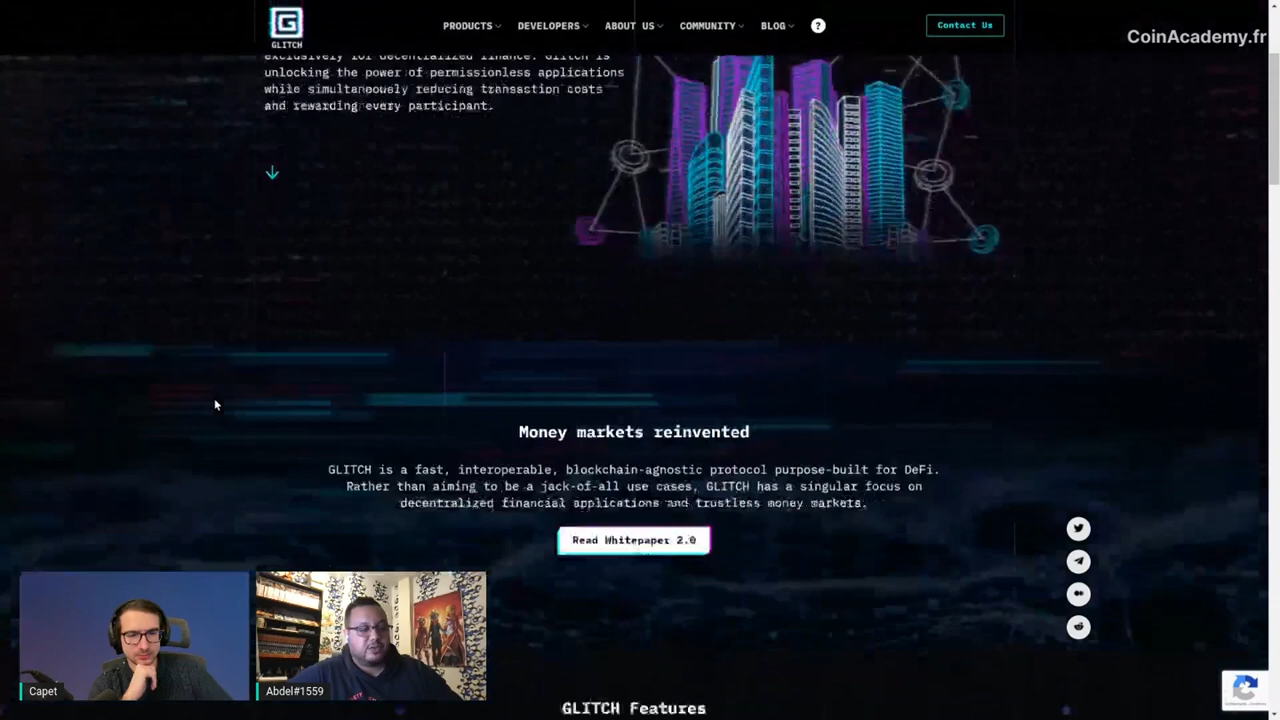 GLITCH
PRODUCTS
DEVELOPERS
ABOUT US
COMMUNITY
BLOG
?
Contact Us
CoinAcademy.fr
exclusively for decentralized finance. Glitch is
unlocking the power of permissionless applications
while simultaneously reducing transaction costs
and rewarding every participant.
Money markets reinvented
GLITCH is a fast, interoperable, blockchain-agnostic protocol purpose-built for DeFi.
Rather than aiming to be a jack-of-all use cases, GLITCH has a singular focus on
decentralized financial applications and trustless money markets.
Read Whitepaper 2.0
Capet
Abdel#1559
GLITCH Features